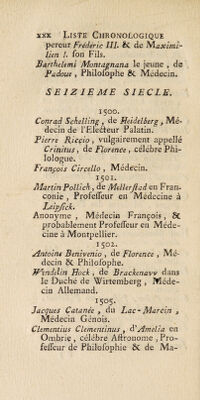 xxx LISTE CHRONOLOGIQUE
pereur Fréderic III. & de Maximi-
lien I. son Fils.
Barthelemi Montagnana le jeune, de
Padoue, Philosophe & Médecin.
SEIZIEME SIECLE.
1500.
Conrad Schelling, de Heidelberg, Mé-
decin de l'Electeur Palatin.
Pierre Riccio, vulgairement appellé
Crinitus, de Florence, célébre Phi-
lologue.
François Circello, Médecin.
1501.
Martin Pollich, de Mellerstad en Fran-
conie, Professeur en Médecine à
Leipsick.
Anonyme, Médecin François, &
probablement Professeur en Méde-
cine à Montpellier.
1502.
Antoine Benivenio, de Florence, Mé-
decin & Philosophe.
Wendelin Hock, de Brackenavv dans
le Duché de Wirtemberg, Méde-
cin Allemand.
1505.
Jacques Catanée, du Lac-Marcin,
Médecin Génois.
Clementius Clementinus, d'Amelia en
Ombrie, célébre Astronome, Pro-
fesseur de Philosophie & de Ma-